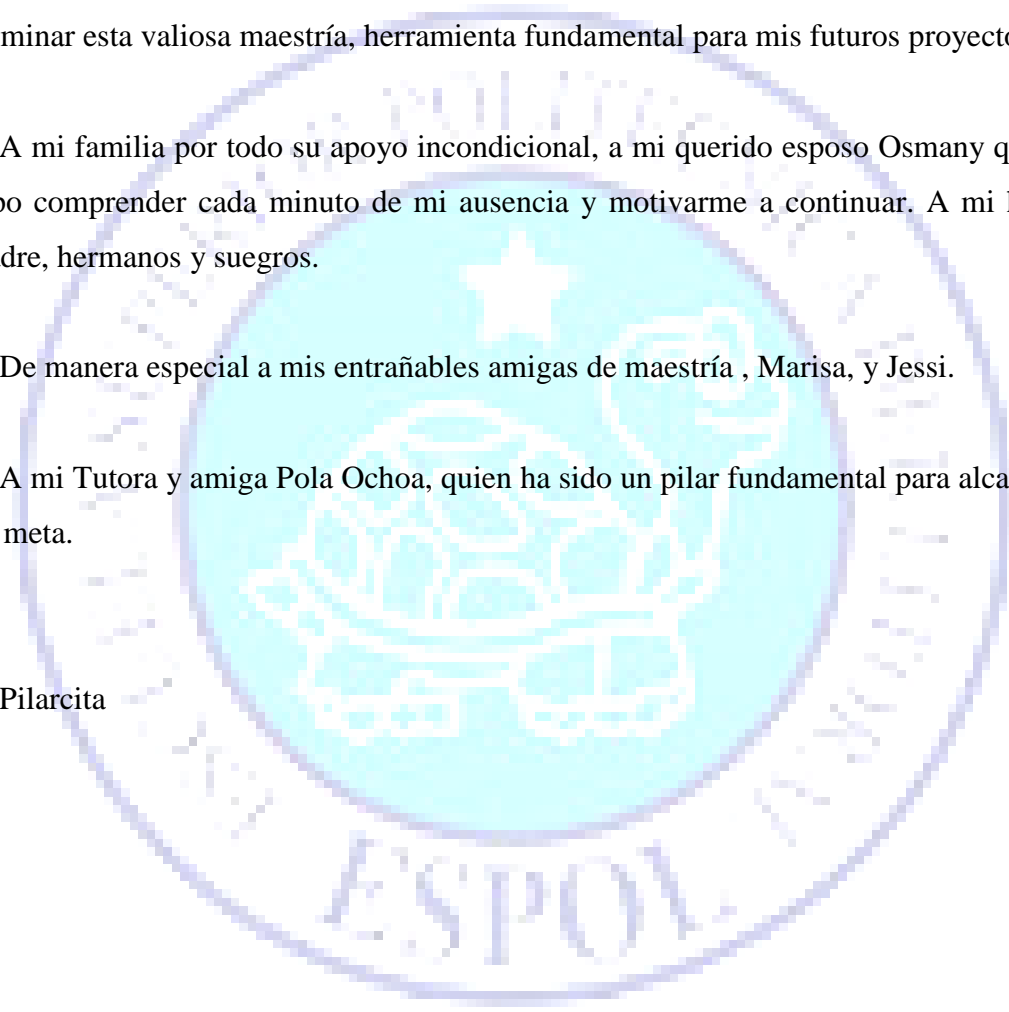 minar esta valiosa maestría, herramienta fundamental para mis futuros proyecto
A mi familia por todo su apoyo incondicional, a mi querido esposo Osmany q
po comprender cada minuto de mi ausencia y motivarme a continuar. A mi
dre, hermanos y suegros.
De manera especial a mis entrañables amigas de maestría , Marisa, y Jessi.
A mi Tutora y amiga Pola Ochoa, quien ha sido un pilar fundamental para alca
meta.
Pilarcita
ESPOL